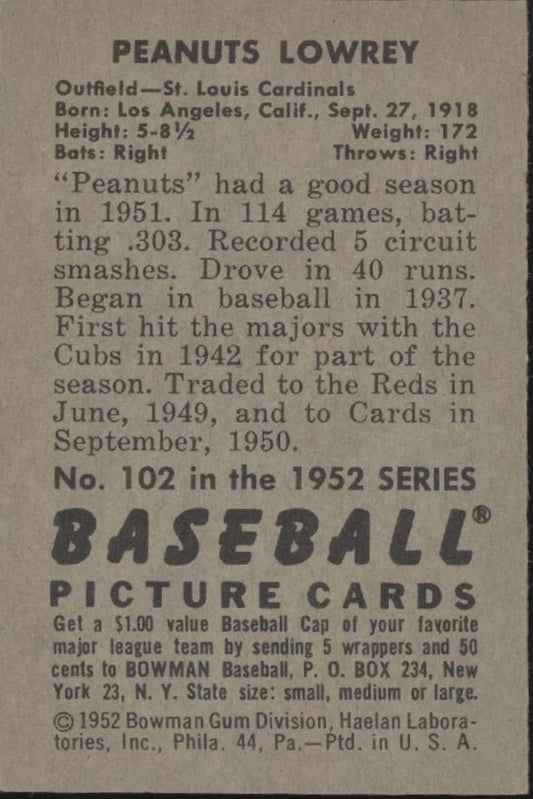 PEANUTS LOWREY
Outfield—St. Louis Cardinals
Born: Los Angeles, Calif., Sept. 27, 1918
Height: 5-8½ Weight: 172
Bats: Right Throws: Right
"Peanuts" had a good season
in 1951. In 114 games, bat-
ting .303. Recorded 5 circuit
smashes. Drove in 40 runs.
Began in baseball in 1937.
First hit the majors with the
Cubs in 1942 for part of the
season. Traded to the Reds in
June, 1949, and to Cards in
September, 1950.
No. 102 in the 1952 SERIES
BASEBALL®
PICTURE CARDS
Get a $1.00 value Baseball Cap of your favorite
major league team by sending 5 wrappers and 50
cents to BOWMAN Baseball, P. O. BOX 234, New
York 23, N. Y. State size: small, medium or large.
© 1952 Bowman Gum Division, Haelan Labora-
tories, Inc., Phila. 44, Pa.—Ptd. in U. S. A.